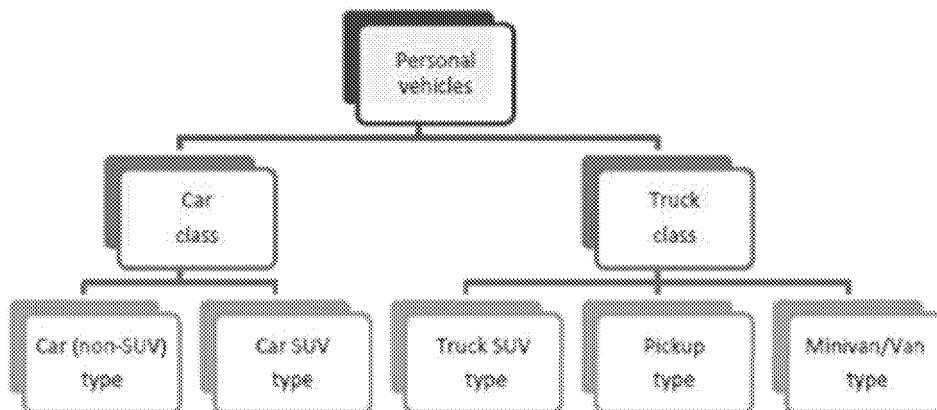 Personal
vehicles
Car
class
Truck
class
Car (non-SUV)
type
Car SUV
type
Truck SUV
type
Pickup
type
Minivan/Van
type